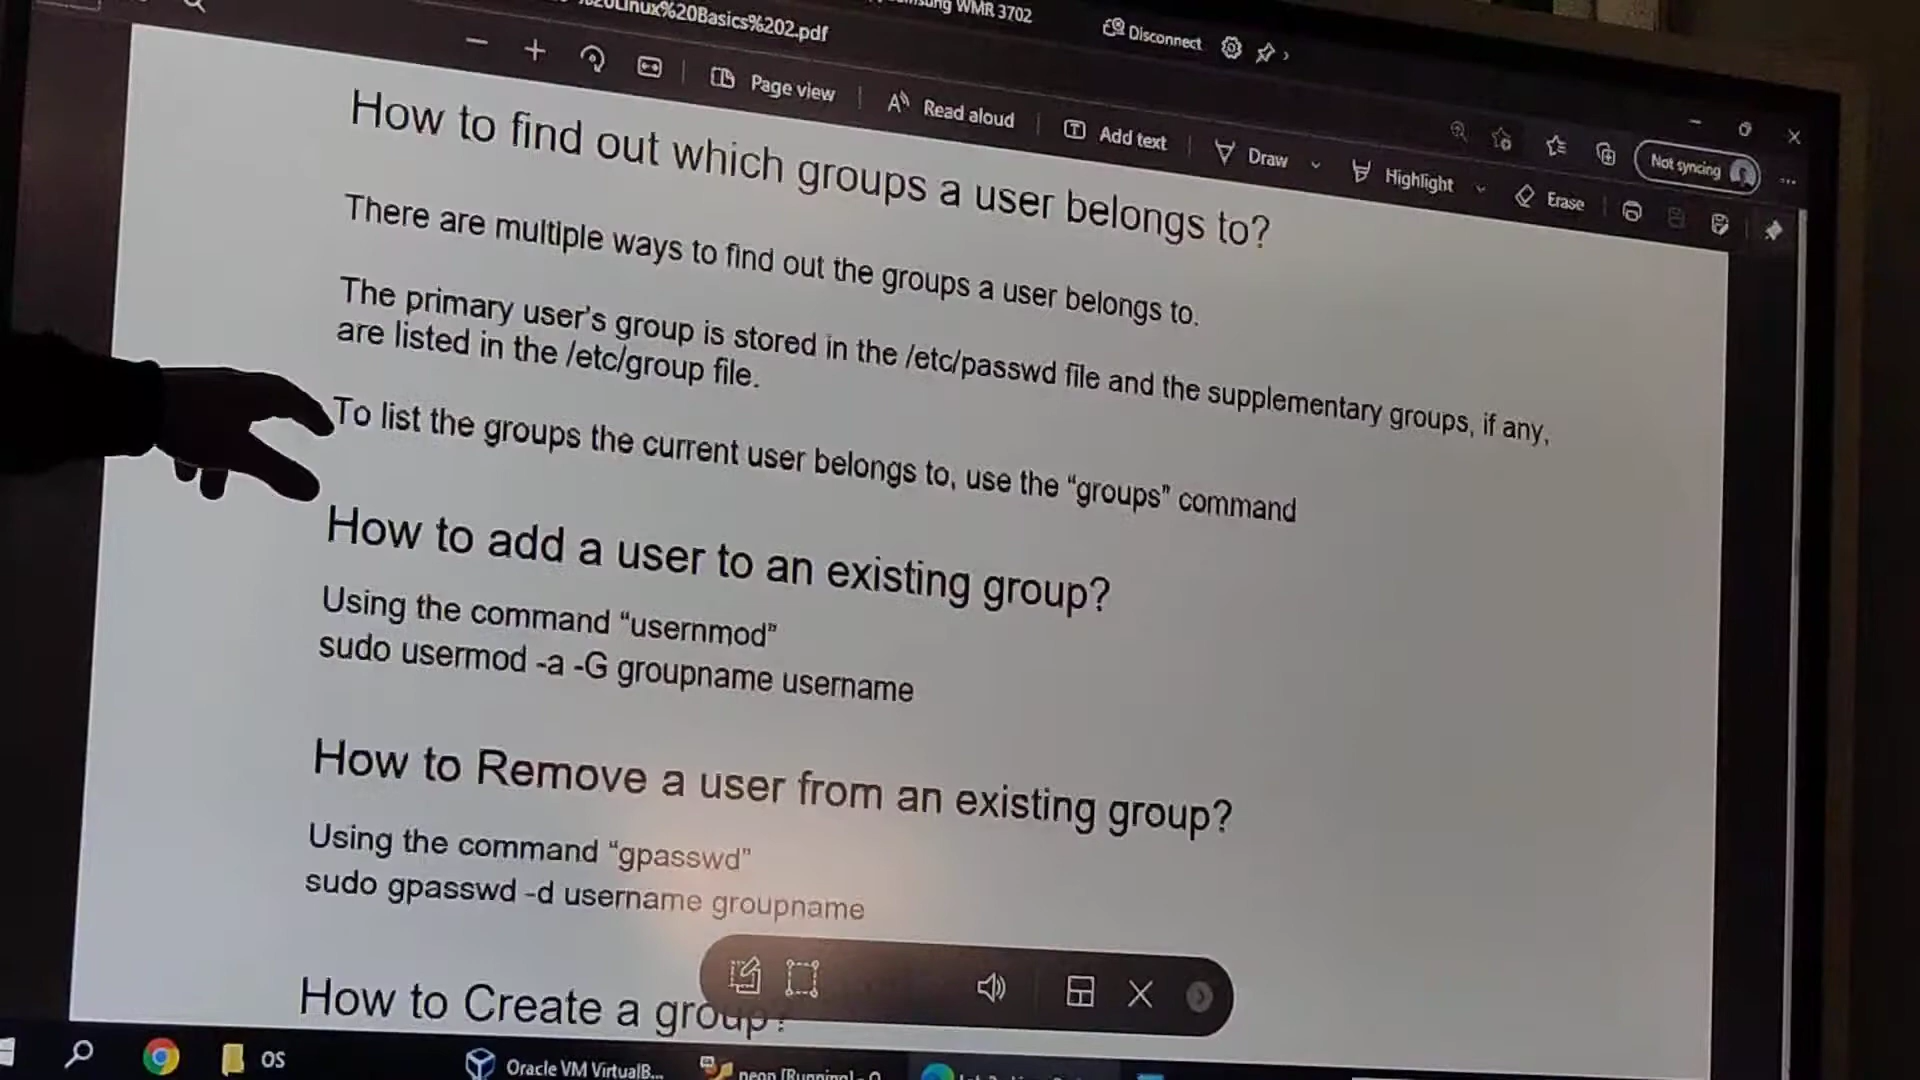 Linux%20Basics%202.pdf
WMR 3702
Disconnect
Page view
Read aloud
Add text
Draw
Highlight
Erase
Not syncing
How to find out which groups a user belongs to?
There are multiple ways to find out the groups a user belongs to.
The primary user's group is stored in the /etc/passwd file and the supplementary groups, if any,
are listed in the /etc/group file.
To list the groups the current user belongs to, use the “groups” command
How to add a user to an existing group?
Using the command “usernmod”
sudo usermod -a -G groupname username
How to Remove a user from an existing group?
Using the command “gpasswd”
sudo gpasswd -d username groupname
How to Create a group?
OS
Oracle VM VirtualB...
neon [Running] - O